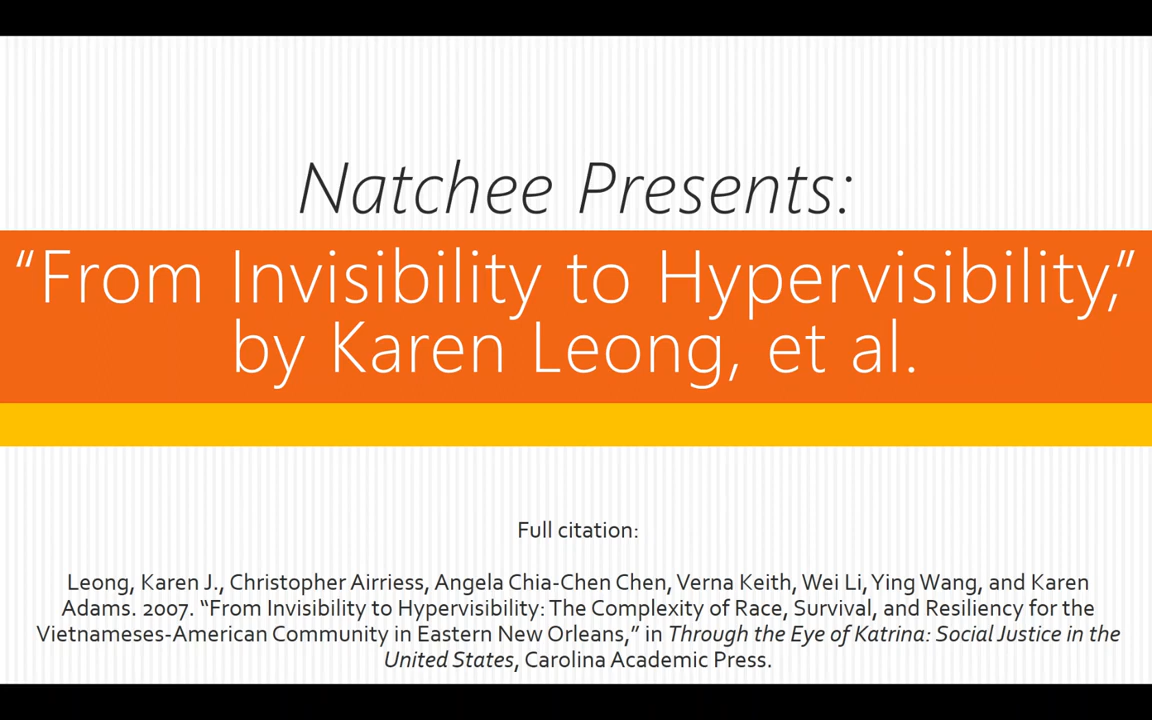 Natchee Presents:
“From Invisibility to Hypervisibility,”
by Karen Leong, et al.
Full citation:
Leong, Karen J., Christopher Airriess, Angela Chia-Chen Chen, Verna Keith, Wei Li, Ying Wang, and Karen
Adams. 2007. “From Invisibility to Hypervisibility: The Complexity of Race, Survival, and Resiliency for the
Vietnameses-American Community in Eastern New Orleans,” in Through the Eye of Katrina: Social Justice in the
United States, Carolina Academic Press.